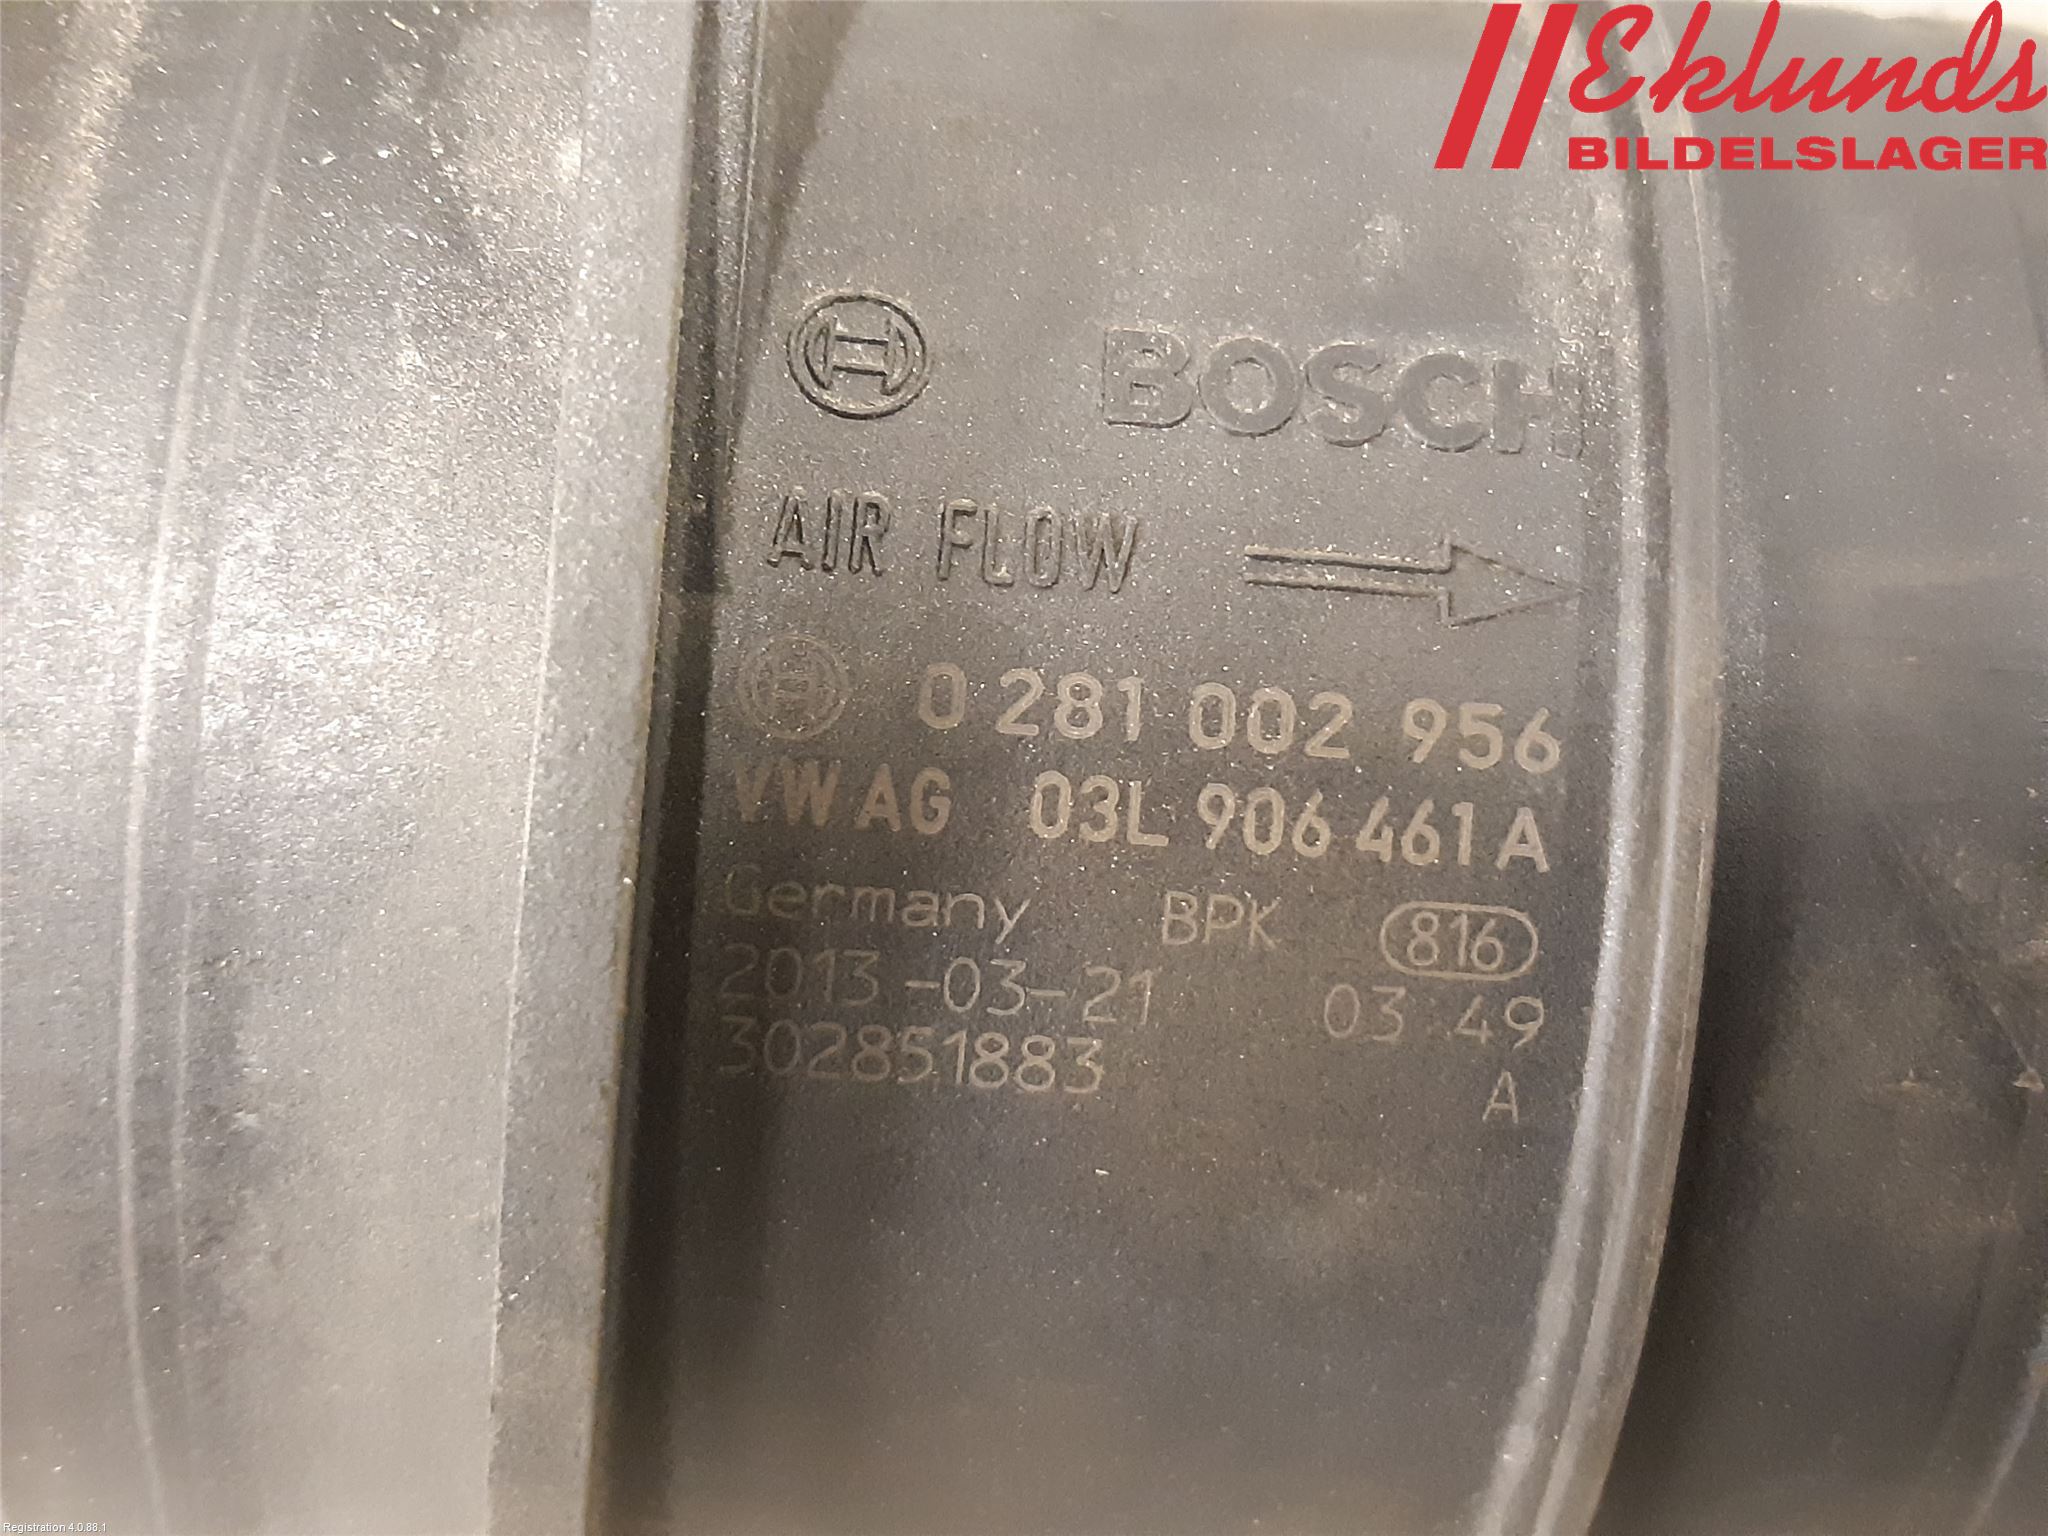 Eklunds
BILDELSLAGER
BOSCH
AIR FLOW
0 281 002 956
VW AG 03L 906 461 A
Germany BPK 816
2013-03-21 03:49
302851883
A
Registration 4.0.88.1